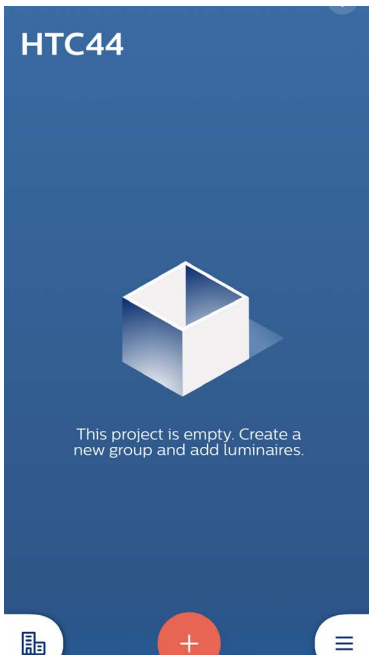 HTC44
This project is empty. Create a
new group and add luminaires.